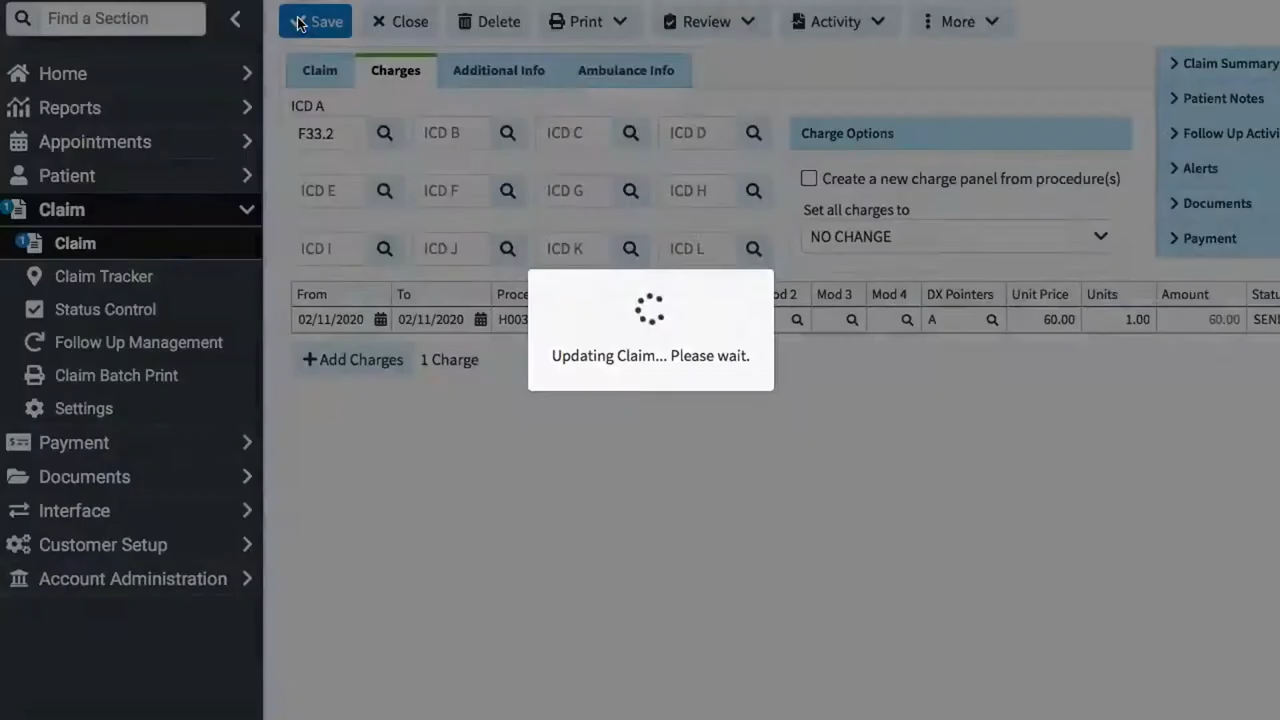 Find a Section
Save
Close
Delete
Print
Review
Activity
More
Home
Reports
Appointments
Patient
1
Claim
1
Claim
Claim Tracker
Status Control
Follow Up Management
Claim Batch Print
Settings
Payment
Documents
Interface
Customer Setup
Account Administration
Claim Charges Additional Info Ambulance Info
ICD A
F33.2 ICD B ICD C ICD D
ICD E ICD F ICD G ICD H
ICD I ICD J ICD K ICD L
Charge Options
Create a new charge panel from procedure(s)
Set all charges to
NO CHANGE
Claim Summary
Patient Notes
Follow Up Activi
Alerts
Documents
Payment
From To Proce od 2 Mod 3 Mod 4 DX Pointers Unit Price Units Amount Statu
02/11/2020 02/11/2020 H003 A 60.00 1.00 60.00 SEND
Add Charges 1 Charge
Updating Claim... Please wait.